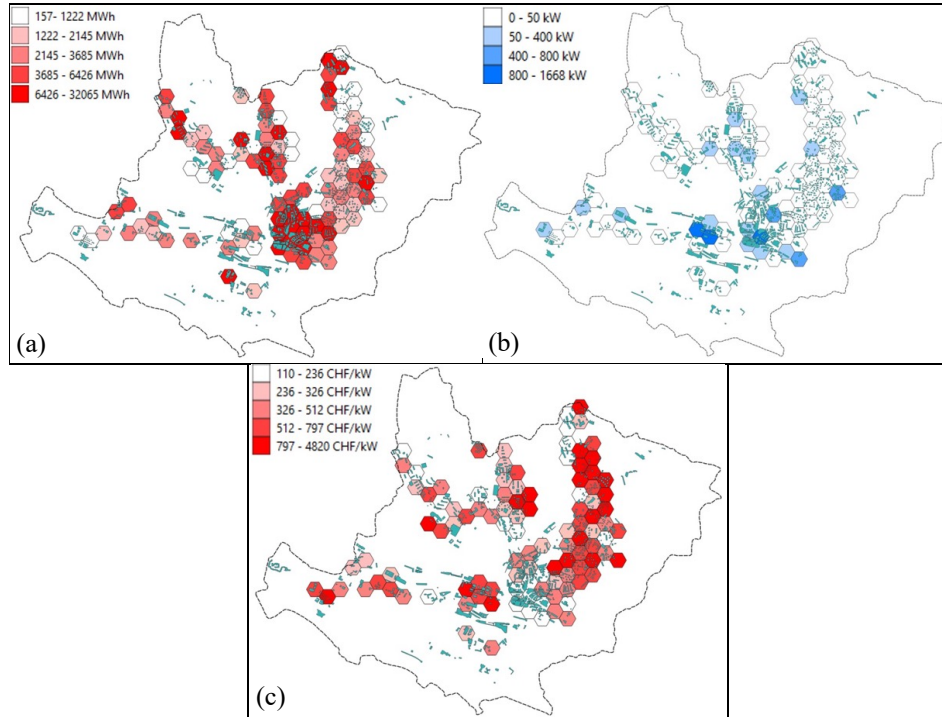 157- 1222 MWh
1222 - 2145 MWh
2145 - 3685 MWh
3685 - 6426 MWh
6426 - 32065 MWh
(a)
0 - 50 kW
50 - 400 kW
400 - 800 kW
800 - 1668 kW
(b)
110 - 236 CHF/kW
236 - 326 CHF/kW
326 - 512 CHF/kW
512 - 797 CHF/kW
797 - 4820 CHF/kW
(c)